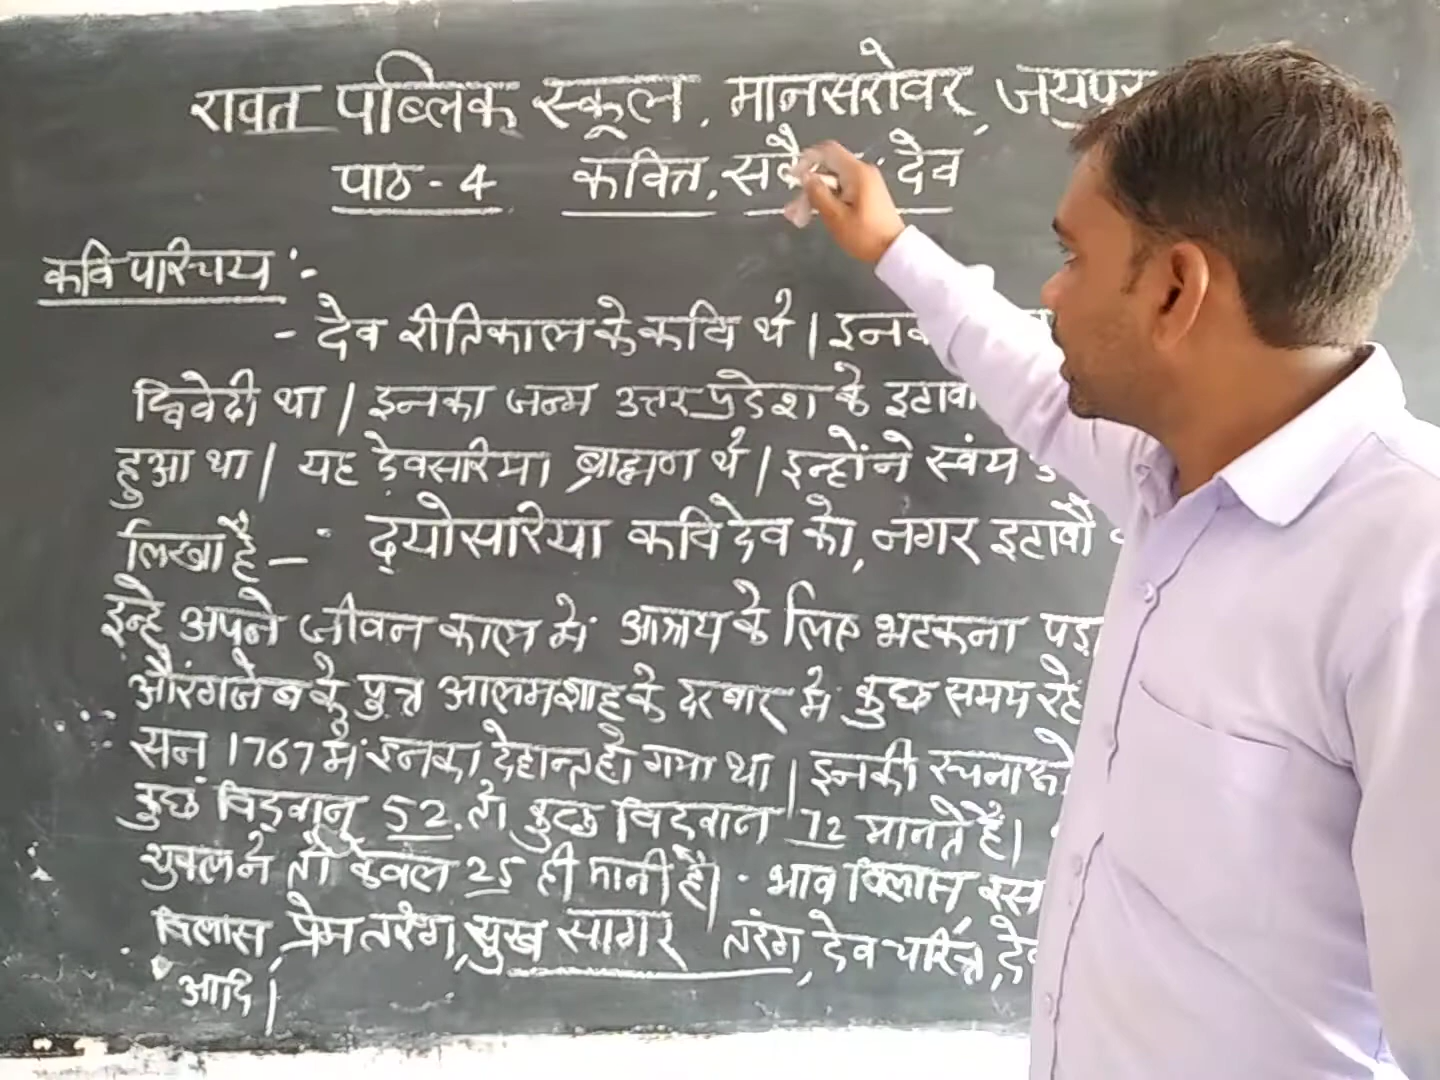 रावत पब्लिक स्कूल, मानसरोवर, जयपुर
पाठ - 4 कवित्त, देव
कवि परिचय :-
- देव रीतिकाल के कवि थे | इनका
द्विवेदी था | इनका जन्म उत्तर प्रदेश के इटावा
हुआ था | यह देवसरिया ब्राह्मण थे | इन्होंने स्वंय
लिखा है - द्योसरिया कवि देव को, नगर इटावौ
इन्हे अपने जीवन काल में आश्रय के लिए भटकना पड़ा
औरंगजेब के पुत्र आलमशाह के दरबार में कुछ समय रहे
सन् 1767 में इनका देहान्त हो गया था | इनकी रचना को
कुछ विद्वान् 52. तो कुछ विद्वान 72 मानते हैं |
शुक्ल ने तो केवल 25 ही मानी है | भाव विलास, रस
विलास, प्रेम तरंग, सुख सागर तरंग, देव चरित्र,
आदि |